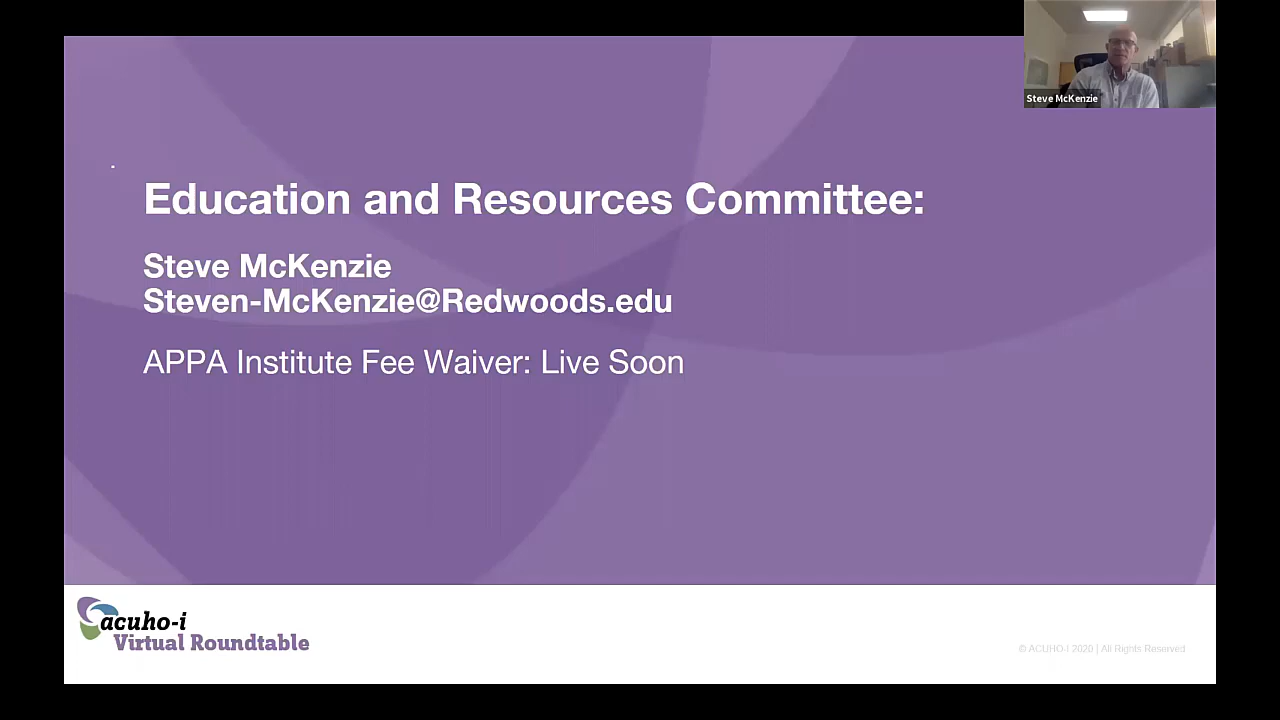 Steve McKenzie
Education and Resources Committee:
Steve McKenzie
Steven-McKenzie@Redwoods.edu
APPA Institute Fee Waiver: Live Soon
acuho-i
Virtual Roundtable
© ACUHO-I 2020 | All Rights Reserved